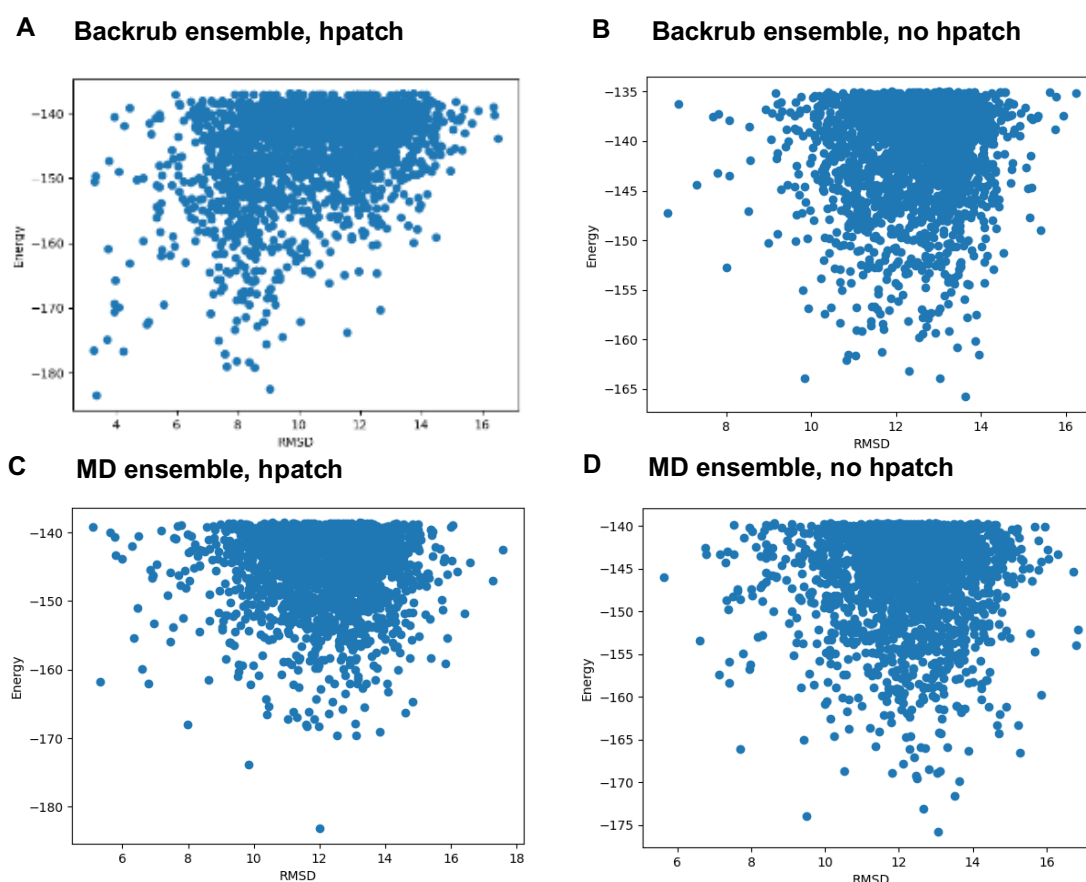 A Backrub ensemble, hpatch
B Backrub ensemble, no hpatch
Energy
−140
−150
−160
−170
−180
4 6 8 10 12 14 16
RMSD
Energy
−135
−140
−145
−150
−155
−160
−165
8 10 12 14 16
RMSD
C MD ensemble, hpatch
D MD ensemble, no hpatch
Energy
−140
−150
−160
−170
−180
6 8 10 12 14 16 18
RMSD
Energy
−140
−145
−150
−155
−160
−165
−170
−175
6 8 10 12 14 16
RMSD